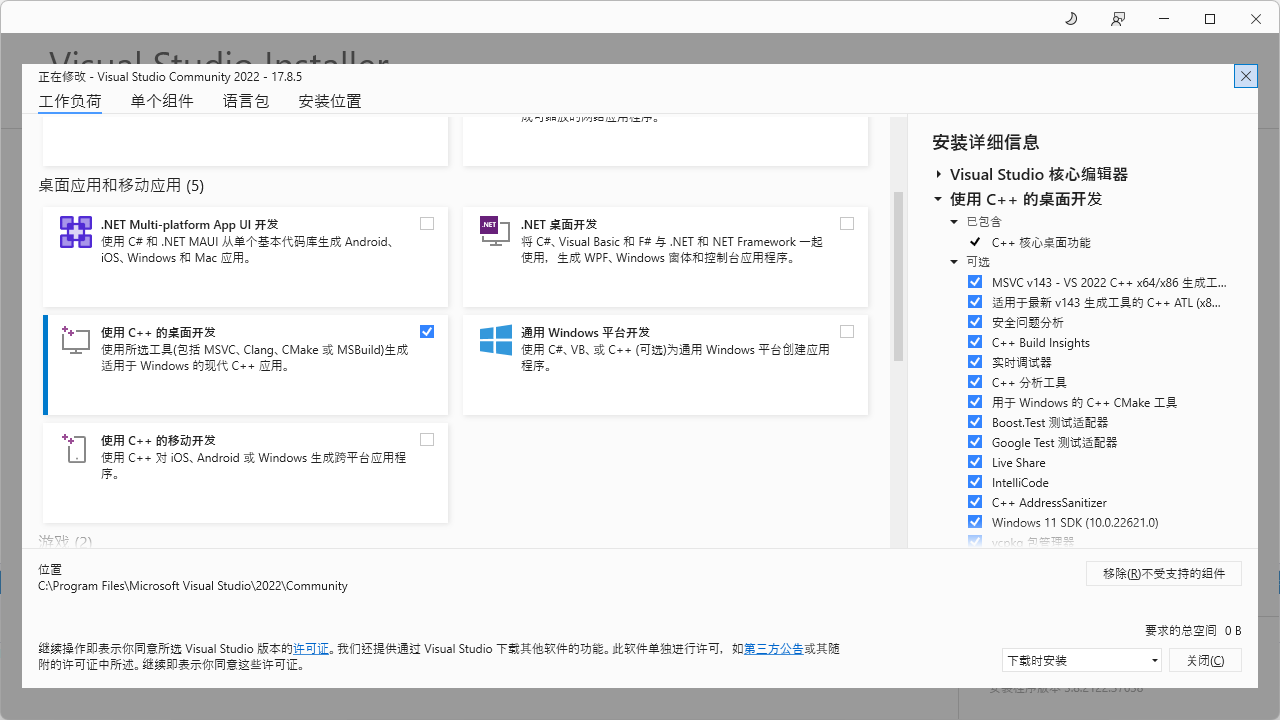 Visual Studio Installer
正在修改 - Visual Studio Community 2022 - 17.8.5
工作负荷 单个组件 语言包 安装位置
成可缩放的网络应用程序。
桌面应用和移动应用 (5)
.NET Multi-platform App UI 开发
使用 C# 和 .NET MAUI 从单个基本代码库生成 Android、
iOS、Windows 和 Mac 应用。
.NET
.NET 桌面开发
将 C#、Visual Basic 和 F# 与 .NET 和 NET Framework 一起
使用，生成 WPF、Windows 窗体和控制台应用程序。
使用 C++ 的桌面开发
使用所选工具(包括 MSVC、Clang、CMake 或 MSBuild)生成
适用于 Windows 的现代 C++ 应用。
通用 Windows 平台开发
使用 C#、VB、或 C++ (可选)为通用 Windows 平台创建应用
程序。
使用 C++ 的移动开发
使用 C++ 对 iOS、Android 或 Windows 生成跨平台应用程
序。
游戏 (2)
安装详细信息
Visual Studio 核心编辑器
使用 C++ 的桌面开发
已包含
C++ 核心桌面功能
可选
MSVC v143 - VS 2022 C++ x64/x86 生成工...
适用于最新 v143 生成工具的 C++ ATL (x8...
安全问题分析
C++ Build Insights
实时调试器
C++ 分析工具
用于 Windows 的 C++ CMake 工具
Boost.Test 测试适配器
Google Test 测试适配器
Live Share
IntelliCode
C++ AddressSanitizer
Windows 11 SDK (10.0.22621.0)
vcpkg 包管理器
位置
C:\Program Files\Microsoft Visual Studio\2022\Community
移除(R)不受支持的组件
要求的总空间 0 B
继续操作即表示你同意所选 Visual Studio 版本的许可证。我们还提供通过 Visual Studio 下载其他软件的功能。此软件单独进行许可，如第三方公告或其随
附的许可证中所述。继续即表示你同意这些许可证。
下载时安装
关闭(C)